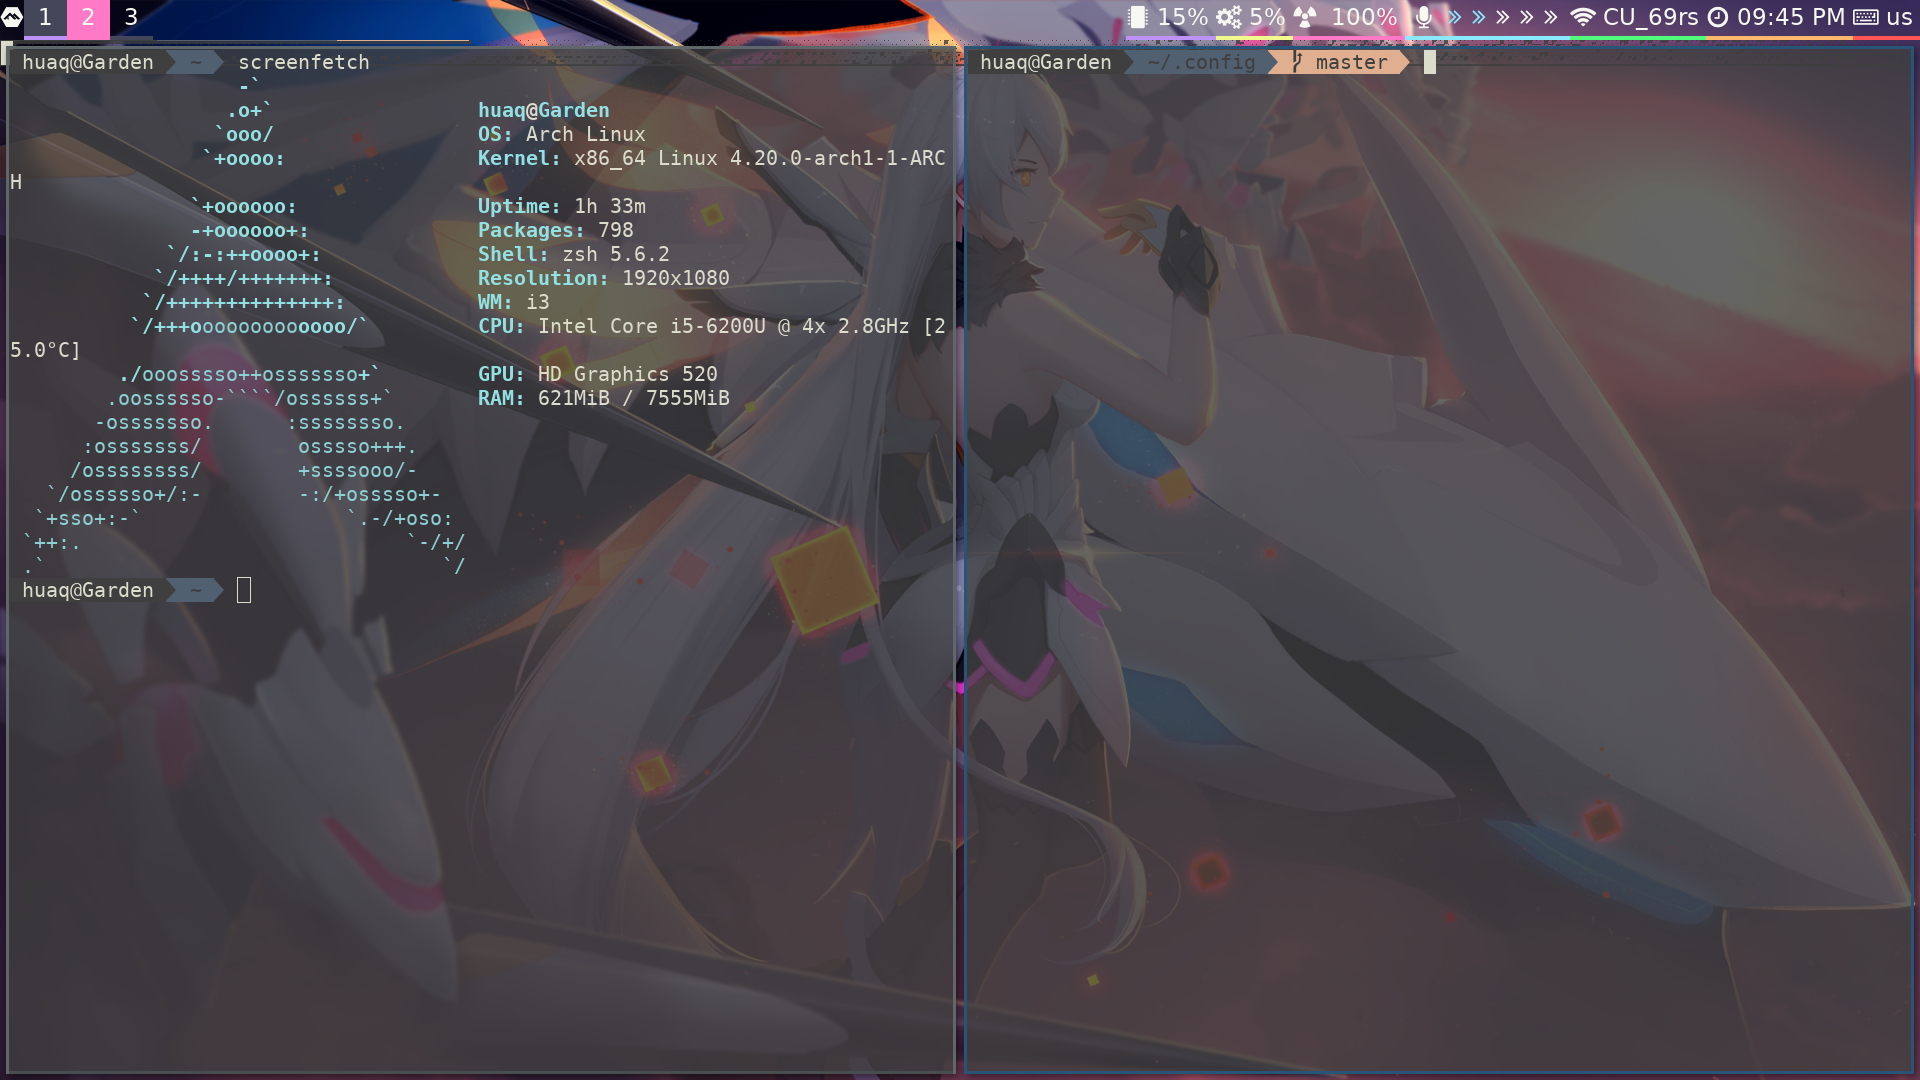 1 2 3 15% 5% 100% CU_69rs 09:45 PM us
huaq@Garden ~ screenfetch
                   -`
                  .o+`                 huaq@Garden
                 `ooo/                 OS: Arch Linux
                `+oooo:                Kernel: x86_64 Linux 4.20.0-arch1-1-ARC
H
               `+oooooo:               Uptime: 1h 33m
               -+oooooo+:              Packages: 798
             `/:-:++oooo+:             Shell: zsh 5.6.2
            `/++++/+++++++:            Resolution: 1920x1080
           `/++++++++++++++:           WM: i3
          `/+++ooooooooooooo/`         CPU: Intel Core i5-6200U @ 4x 2.8GHz [2
5.0°C]
         ./ooosssso++osssssso+`        GPU: HD Graphics 520
        .oossssso-````/ossssss+`       RAM: 621MiB / 7555MiB
       -osssssso.      :ssssssso.
      :osssssss/        osssso+++.
     /ossssssss/        +ssssooo/-
   `/ossssso+/:-        -:/+osssso+-
  `+sso+:-`                 `.-/+oso:
 `++:.                           `-/+/
 .`                                 `/
huaq@Garden ~
huaq@Garden ~/.config master